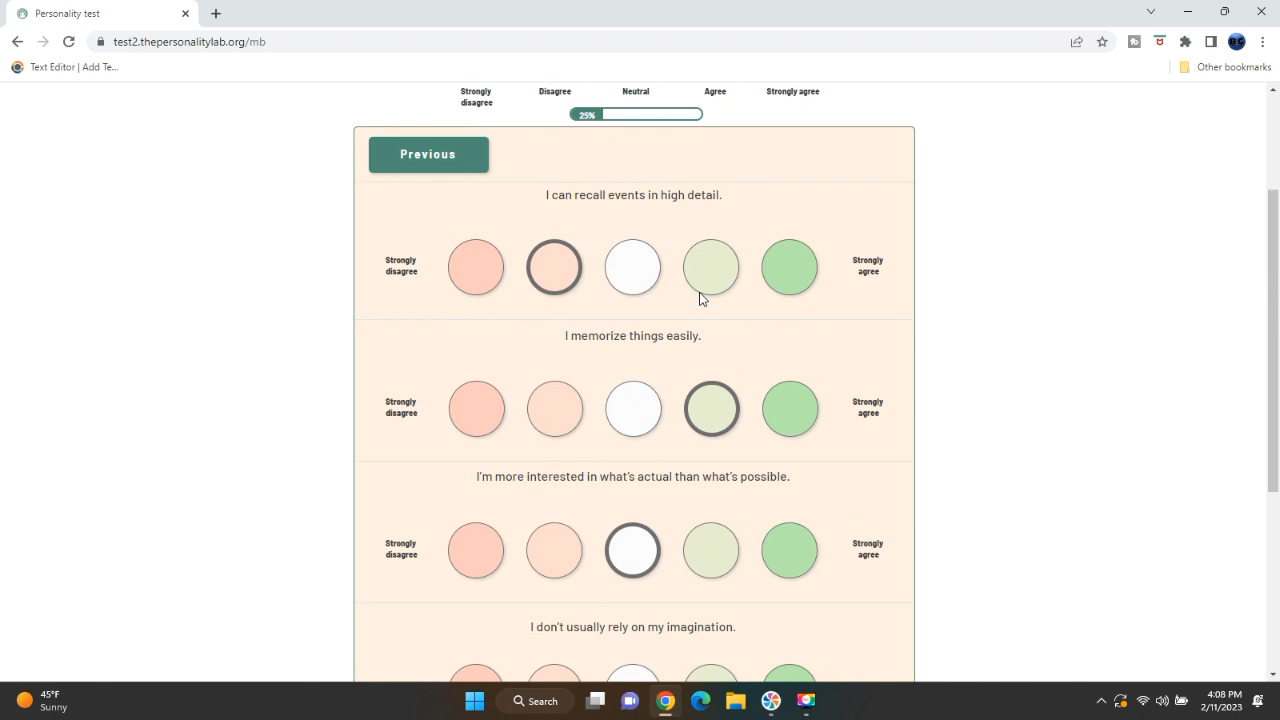 Personality test
test2.thepersonalitylab.org/mb
Text Editor | Add Te...
Other bookmarks
Strongly
disagree
Disagree
Neutral
Agree
Strongly agree
25%
Previous
I can recall events in high detail.
Strongly
disagree
Strongly
agree
I memorize things easily.
Strongly
disagree
Strongly
agree
I'm more interested in what's actual than what's possible.
Strongly
disagree
Strongly
agree
I don't usually rely on my imagination.
45°F
Sunny
Search
4:08 PM
2/11/2023